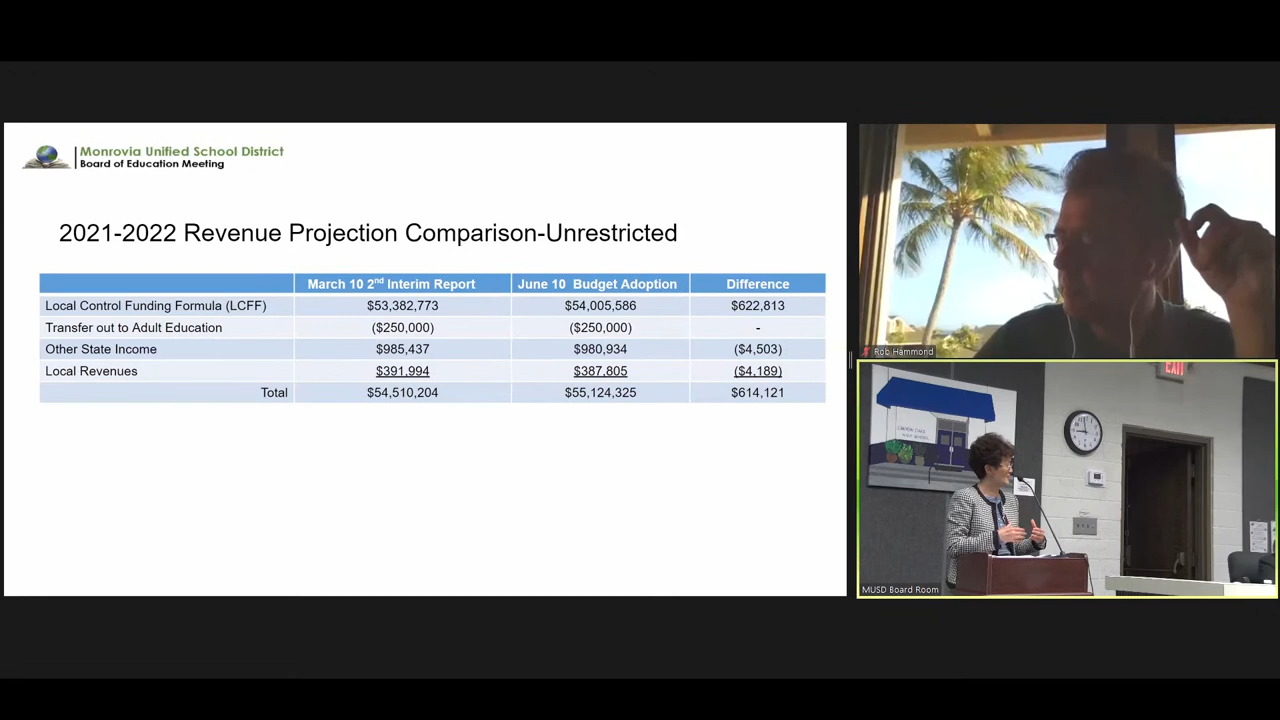 Monrovia Unified School District
Board of Education Meeting
2021-2022 Revenue Projection Comparison-Unrestricted
March 10 2nd Interim Report June 10 Budget Adoption Difference
Local Control Funding Formula (LCFF) $53,382,773 $54,005,586 $622,813
Transfer out to Adult Education ($250,000) ($250,000) -
Other State Income $985,437 $980,934 ($4,503)
Local Revenues $391,994 $387,805 ($4,189)
Total $54,510,204 $55,124,325 $614,121
Rob Hammond
EXIT
MUSD Board Room